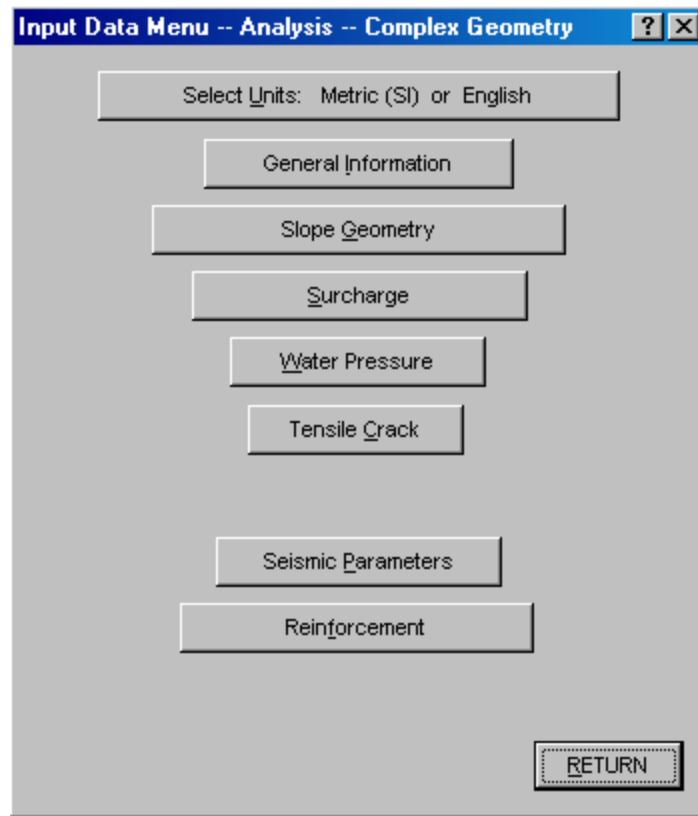 Input Data Menu -- Analysis -- Complex Geometry ? X
Select Units: Metric (SI) or English
General Information
Slope Geometry
Surcharge
Water Pressure
Tensile Crack
Seismic Parameters
Reinforcement
RETURN